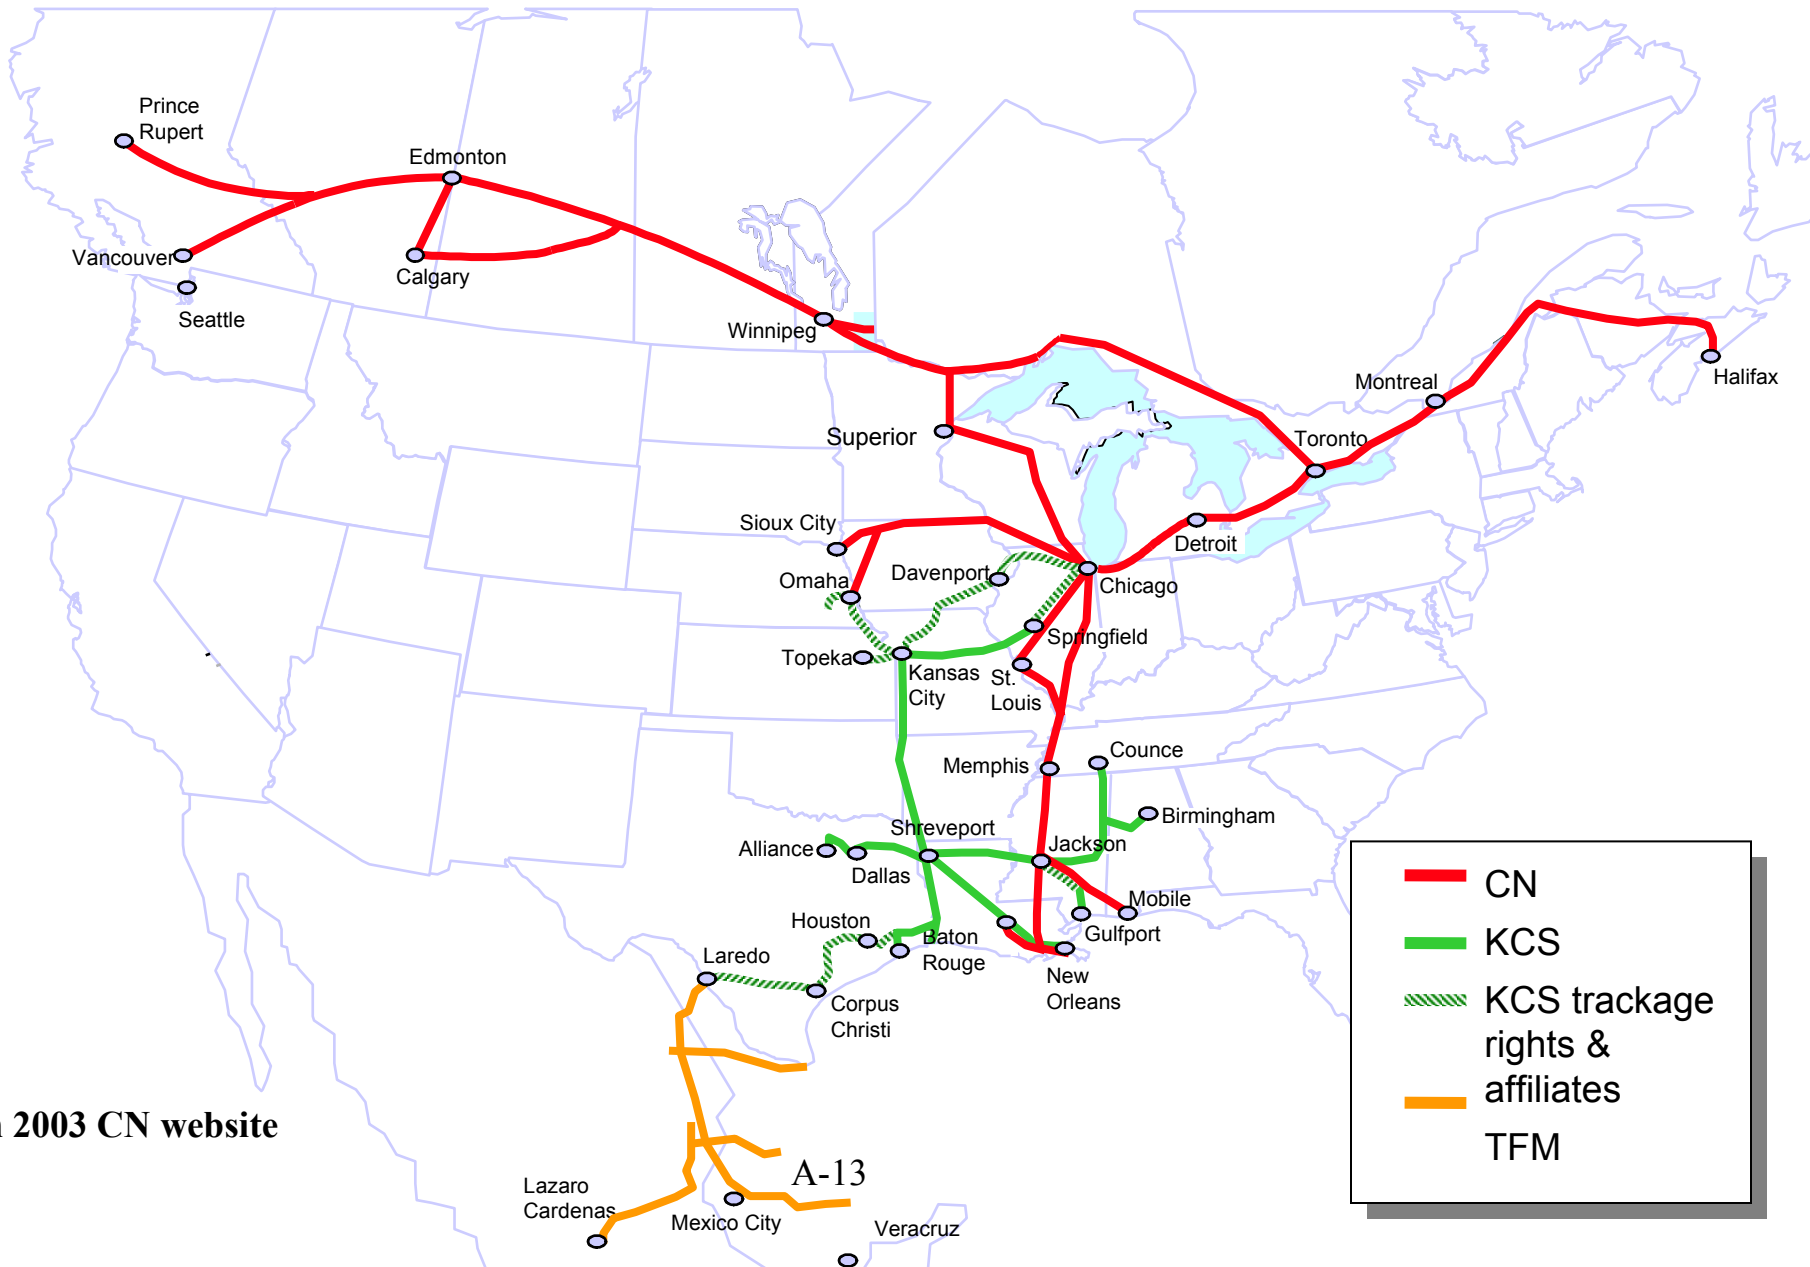 Prince
Rupert
Edmonton
Vancouver
Calgary
Seattle
Winnipeg
Halifax
Montreal
Superior
Toronto
Sioux City
Detroit
Omaha
Davenport
Chicago
Springfield
Topeka
Kansas
City
St.
Louis
Memphis
Counce
Birmingham
Shreveport
Jackson
Alliance
Dallas
Mobile
Houston
Gulfport
Baton
Rouge
Laredo
New
Orleans
Corpus
Christi
CN
KCS
KCS trackage
rights &
affiliates
TFM
2003 CN website
A-13
Lazaro
Cardenas
Mexico City
Veracruz